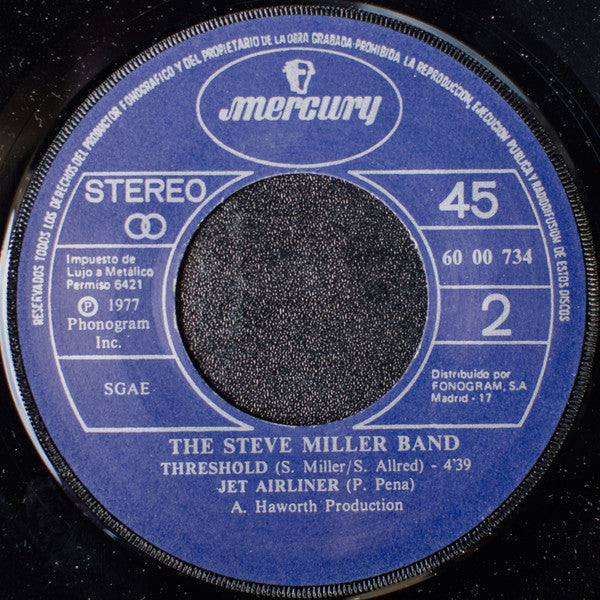 RESERVADOS TODOS LOS DERECHOS DEL PRODUCTOR FONOGRAFICO Y DEL PROPIETARIO DE LA OBRA GRABADA·PROHIBIDA LA REPRODUCCION, EJECUCION PUBLICA Y RADIODIFUSION DE ESTOS DISCOS
mercury
STEREO
45
Impuesto de
Lujo a Metálico
Permiso 6421
60 00 734
℗ 1977
Phonogram
Inc.
2
SGAE
Distribuido por
FONOGRAM, S.A
Madrid - 17
THE STEVE MILLER BAND
THRESHOLD (S. Miller/S. Allred) - 4'39
JET AIRLINER (P. Pena)
A. Haworth Production